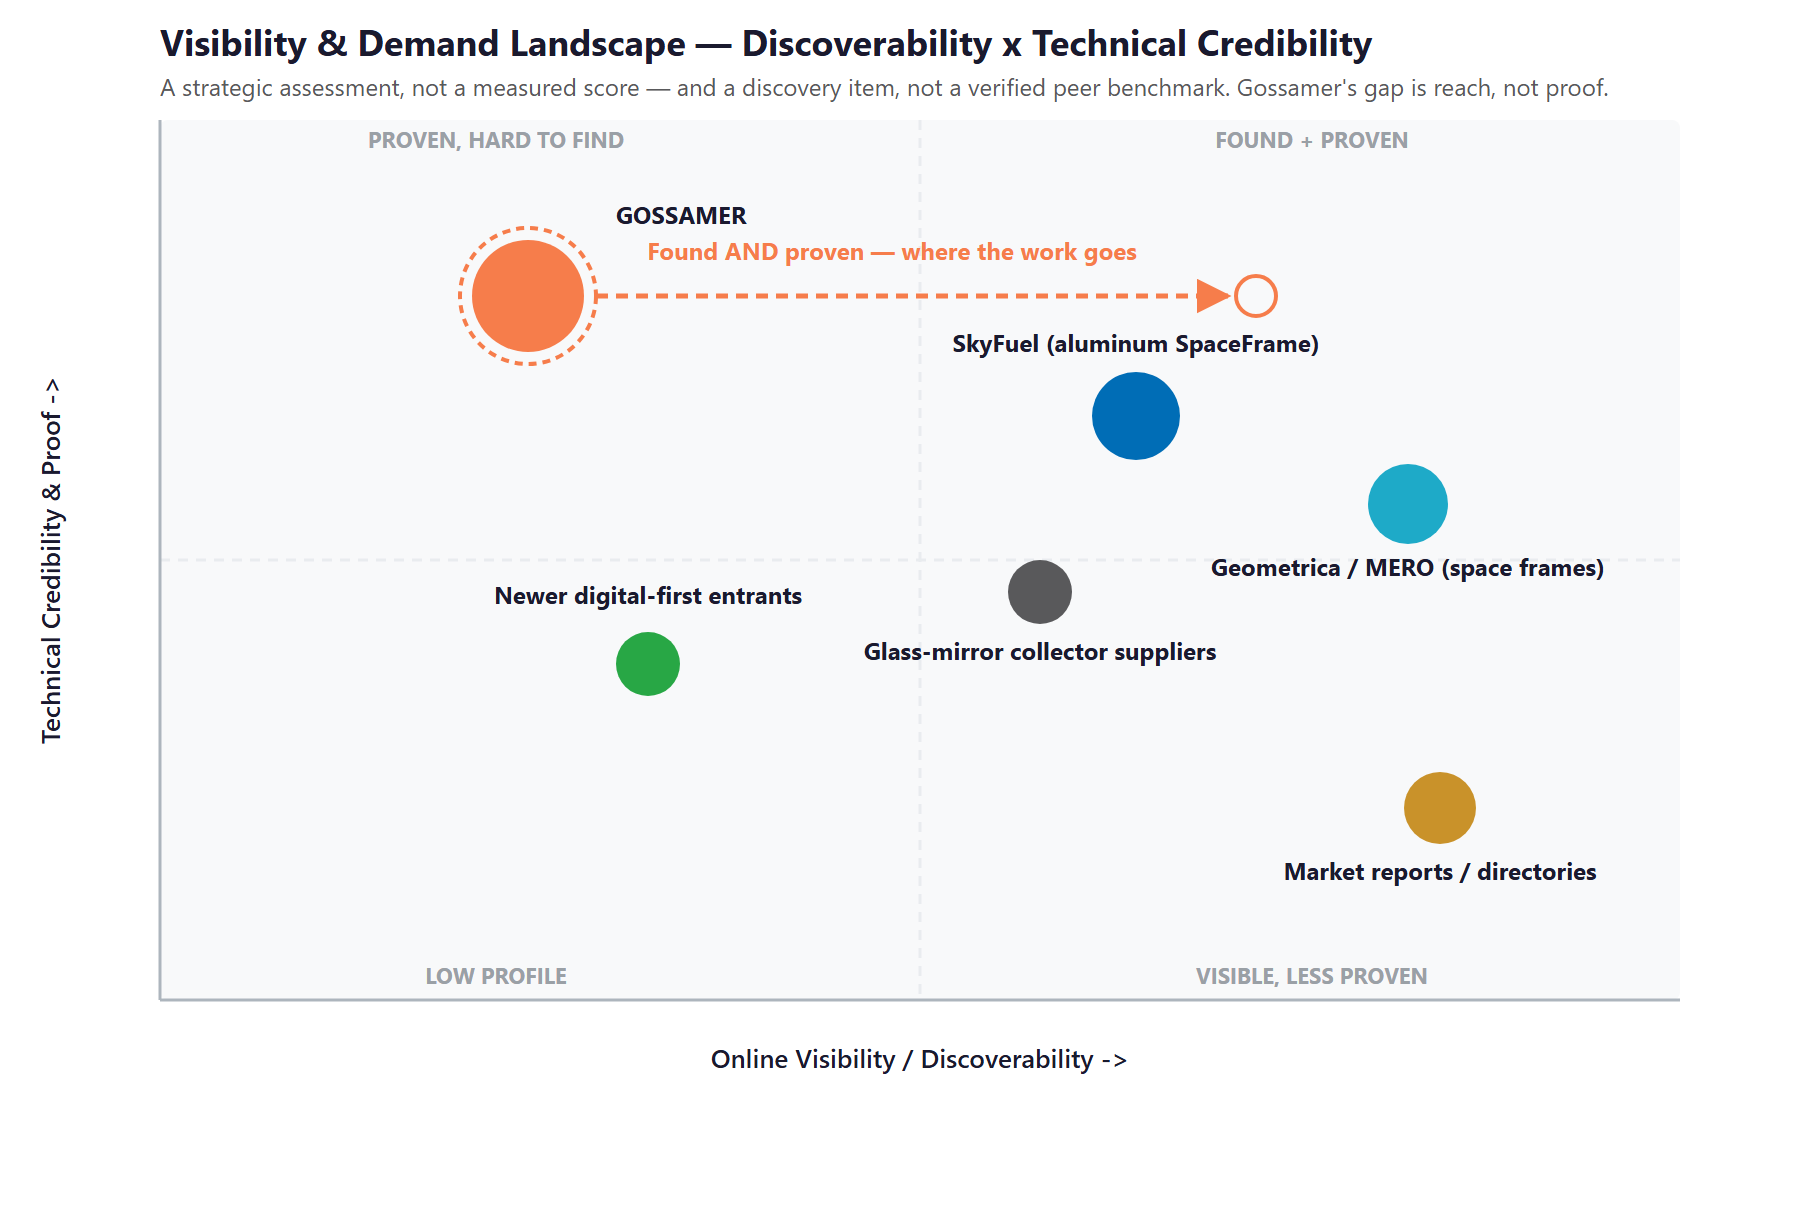 Visibility & Demand Landscape — Discoverability x Technical Credibility
A strategic assessment, not a measured score — and a discovery item, not a verified peer benchmark. Gossamer's gap is reach, not proof.
PROVEN, HARD TO FIND
FOUND + PROVEN
GOSSAMER
Found AND proven — where the work goes
SkyFuel (aluminum SpaceFrame)
Technical Credibility & Proof ->
Geometrica / MERO (space frames)
Newer digital-first entrants
Glass-mirror collector suppliers
Market reports / directories
LOW PROFILE
VISIBLE, LESS PROVEN
Online Visibility / Discoverability ->